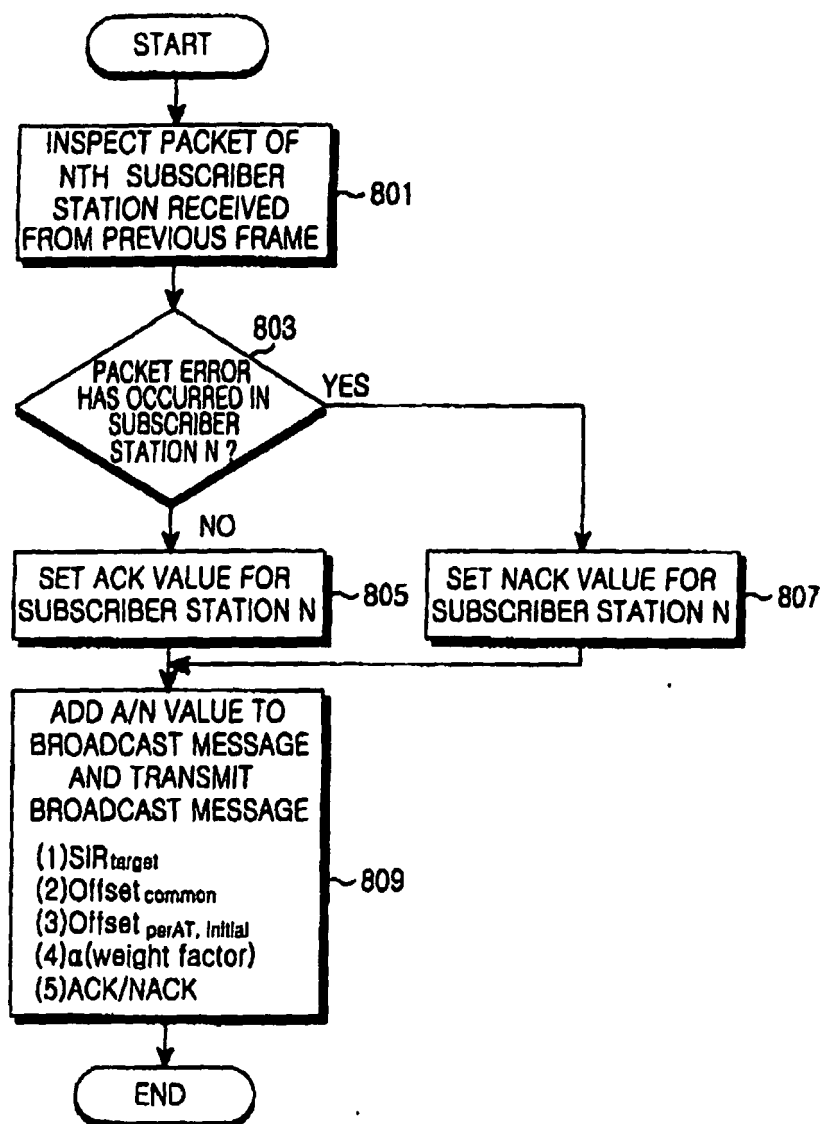 START
INSPECT PACKET OF
NTH SUBSCRIBER
STATION RECEIVED
FROM PREVIOUS FRAME
801
803
PACKET ERROR
HAS OCCURRED IN
SUBSCRIBER
STATION N ?
YES
NO
SET ACK VALUE FOR
SUBSCRIBER STATION N
805
SET NACK VALUE FOR
SUBSCRIBER STATION N
807
ADD A/N VALUE TO
BROADCAST MESSAGE
AND TRANSMIT
BROADCAST MESSAGE
(1)SIRtarget
(2)Offset common
(3)Offset perAT, initial
(4)α(weight factor)
(5)ACK/NACK
809
END